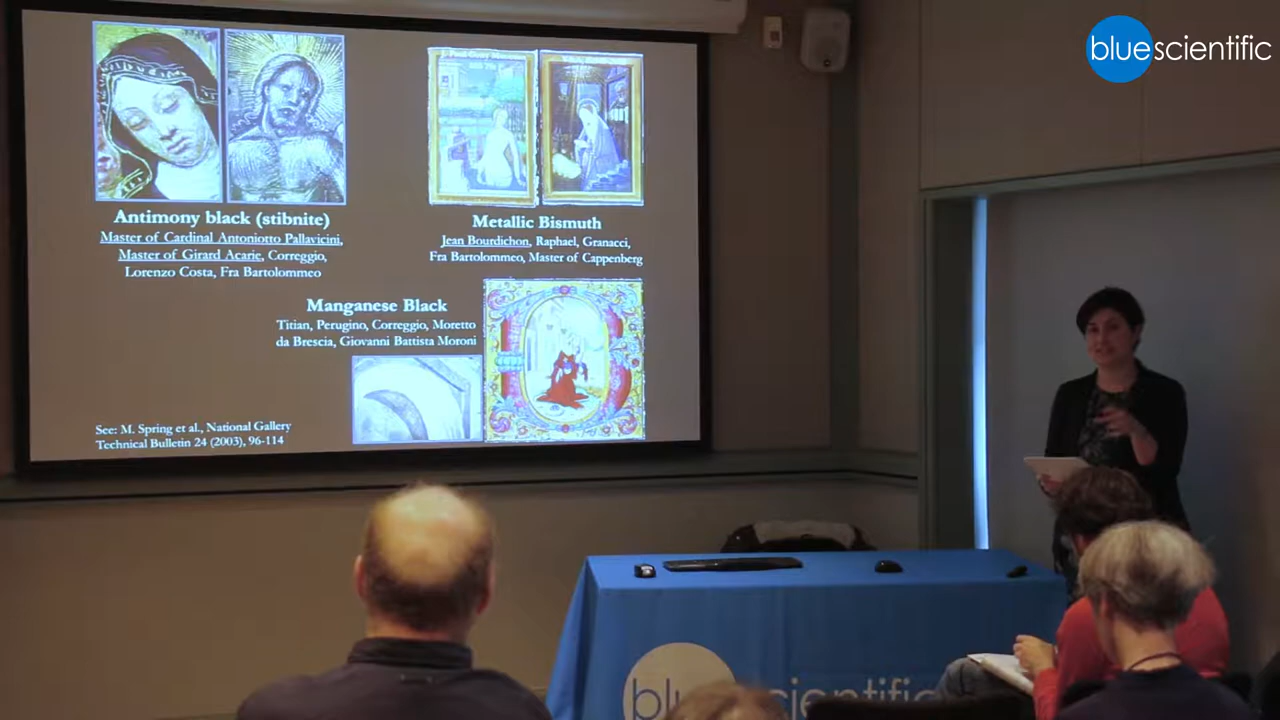 bluescientific
Antimony black (stibnite)
Master of Cardinal Antoniotto Pallavicini,
Master of Girard Acarie, Correggio,
Lorenzo Costa, Fra Bartolommeo
Metallic Bismuth
Jean Bourdichon, Raphael, Granacci,
Fra Bartolommeo, Master of Cappenberg
Manganese Black
Titian, Perugino, Correggio, Moretto
da Brescia, Giovanni Battista Moroni
See: M. Spring et al., National Gallery
Technical Bulletin 24 (2003), 96-114
bluescientific